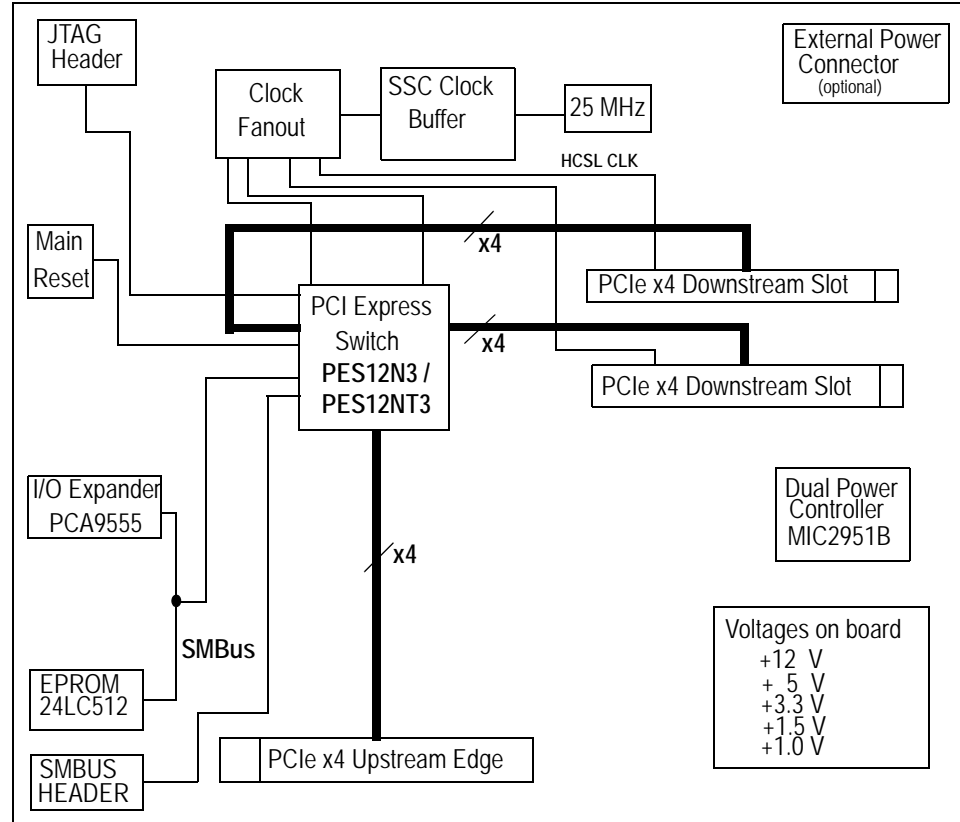 JTAG
Header
External Power
Connector
(optional)
Clock
Fanout
SSC Clock
Buffer
25 MHz
HCSL CLK
x4
Main
Reset
PCIe x4 Downstream Slot
PCI Express
Switch
PES12N3 /
PES12NT3
x4
PCIe x4 Downstream Slot
I/O Expander
PCA9555
Dual Power
Controller
MIC2951B
x4
SMBus
Voltages on board
+12 V
+ 5 V
+3.3 V
+1.5 V
+1.0 V
EPROM
24LC512
PCIe x4 Upstream Edge
SMBUS
HEADER